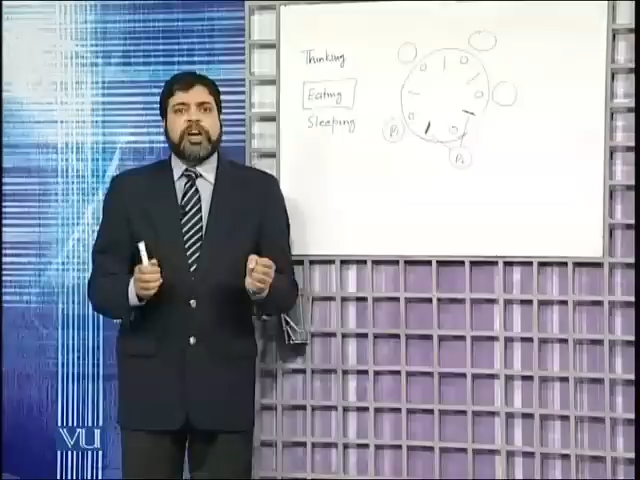 Thinking
Eating
Sleeping
P₁
P₂
VU